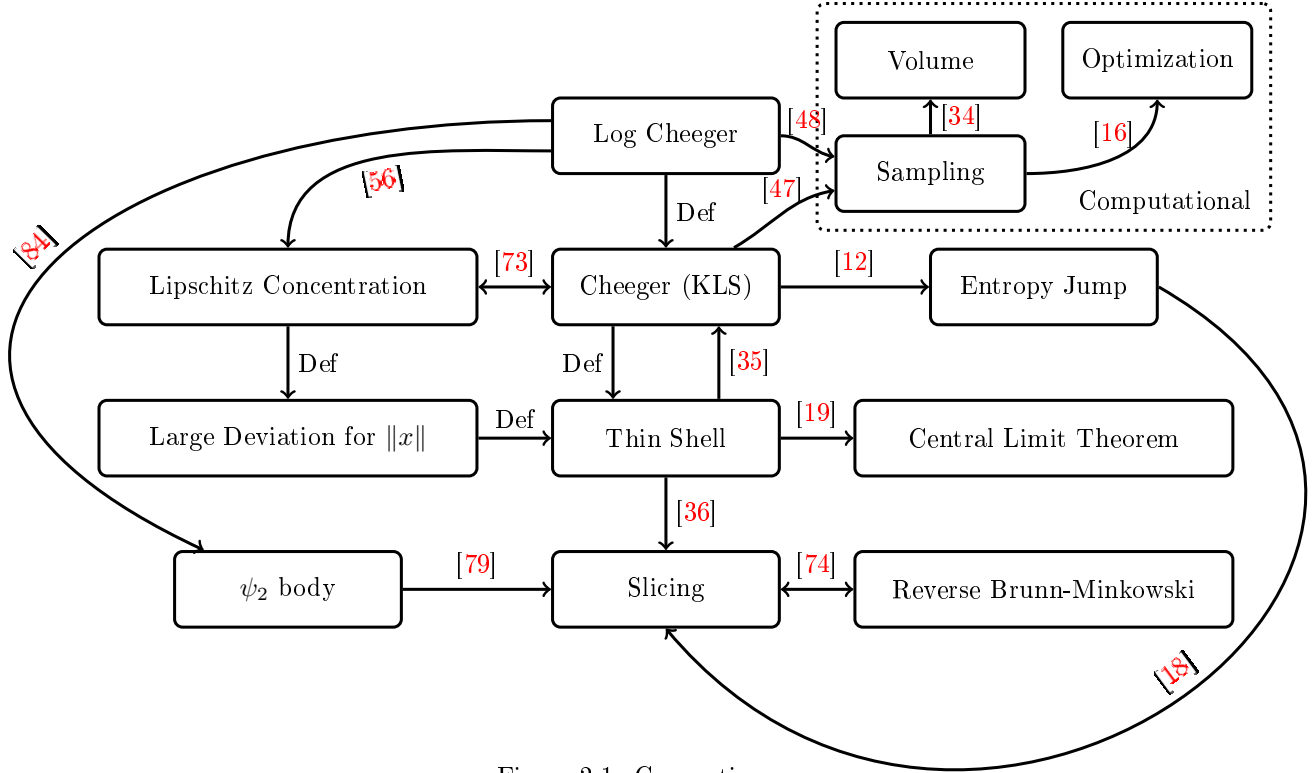 Volume
Optimization
[48]
[34]
[16]
Log Cheeger
Sampling
[56]
[47]
Computational
Def
[84]
[73]
[12]
Lipschitz Concentration
Cheeger (KLS)
Entropy Jump
Def
Def
[35]
Def
[19]
Large Deviation for ‖x‖
Thin Shell
Central Limit Theorem
[36]
[79]
[74]
ψ₂ body
Slicing
Reverse Brunn-Minkowski
[18]